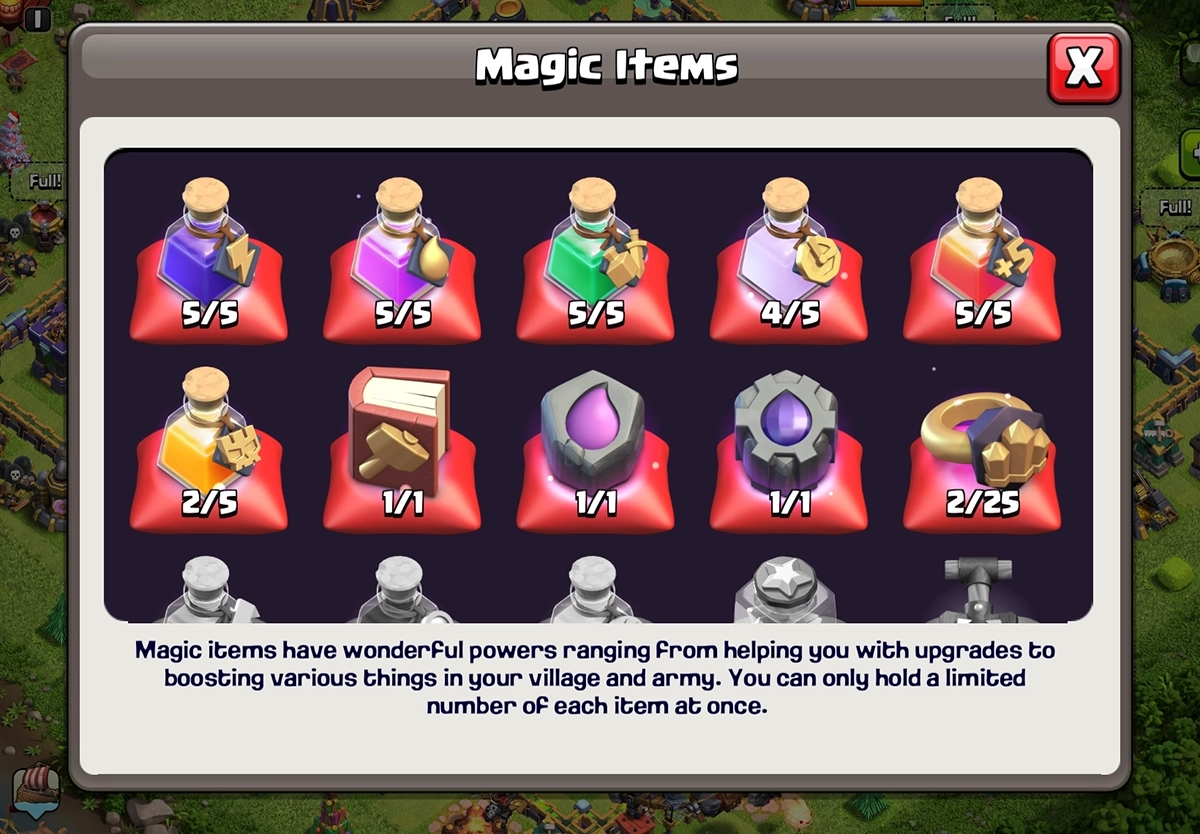 Full!
Magic Items
X
Full!
Full!
5/5
5/5
5/5
4/5
x5
5/5
2/5
1/1
1/1
1/1
2/25
Magic items have wonderful powers ranging from helping you with upgrades to
boosting various things in your village and army. You can only hold a limited
number of each item at once.